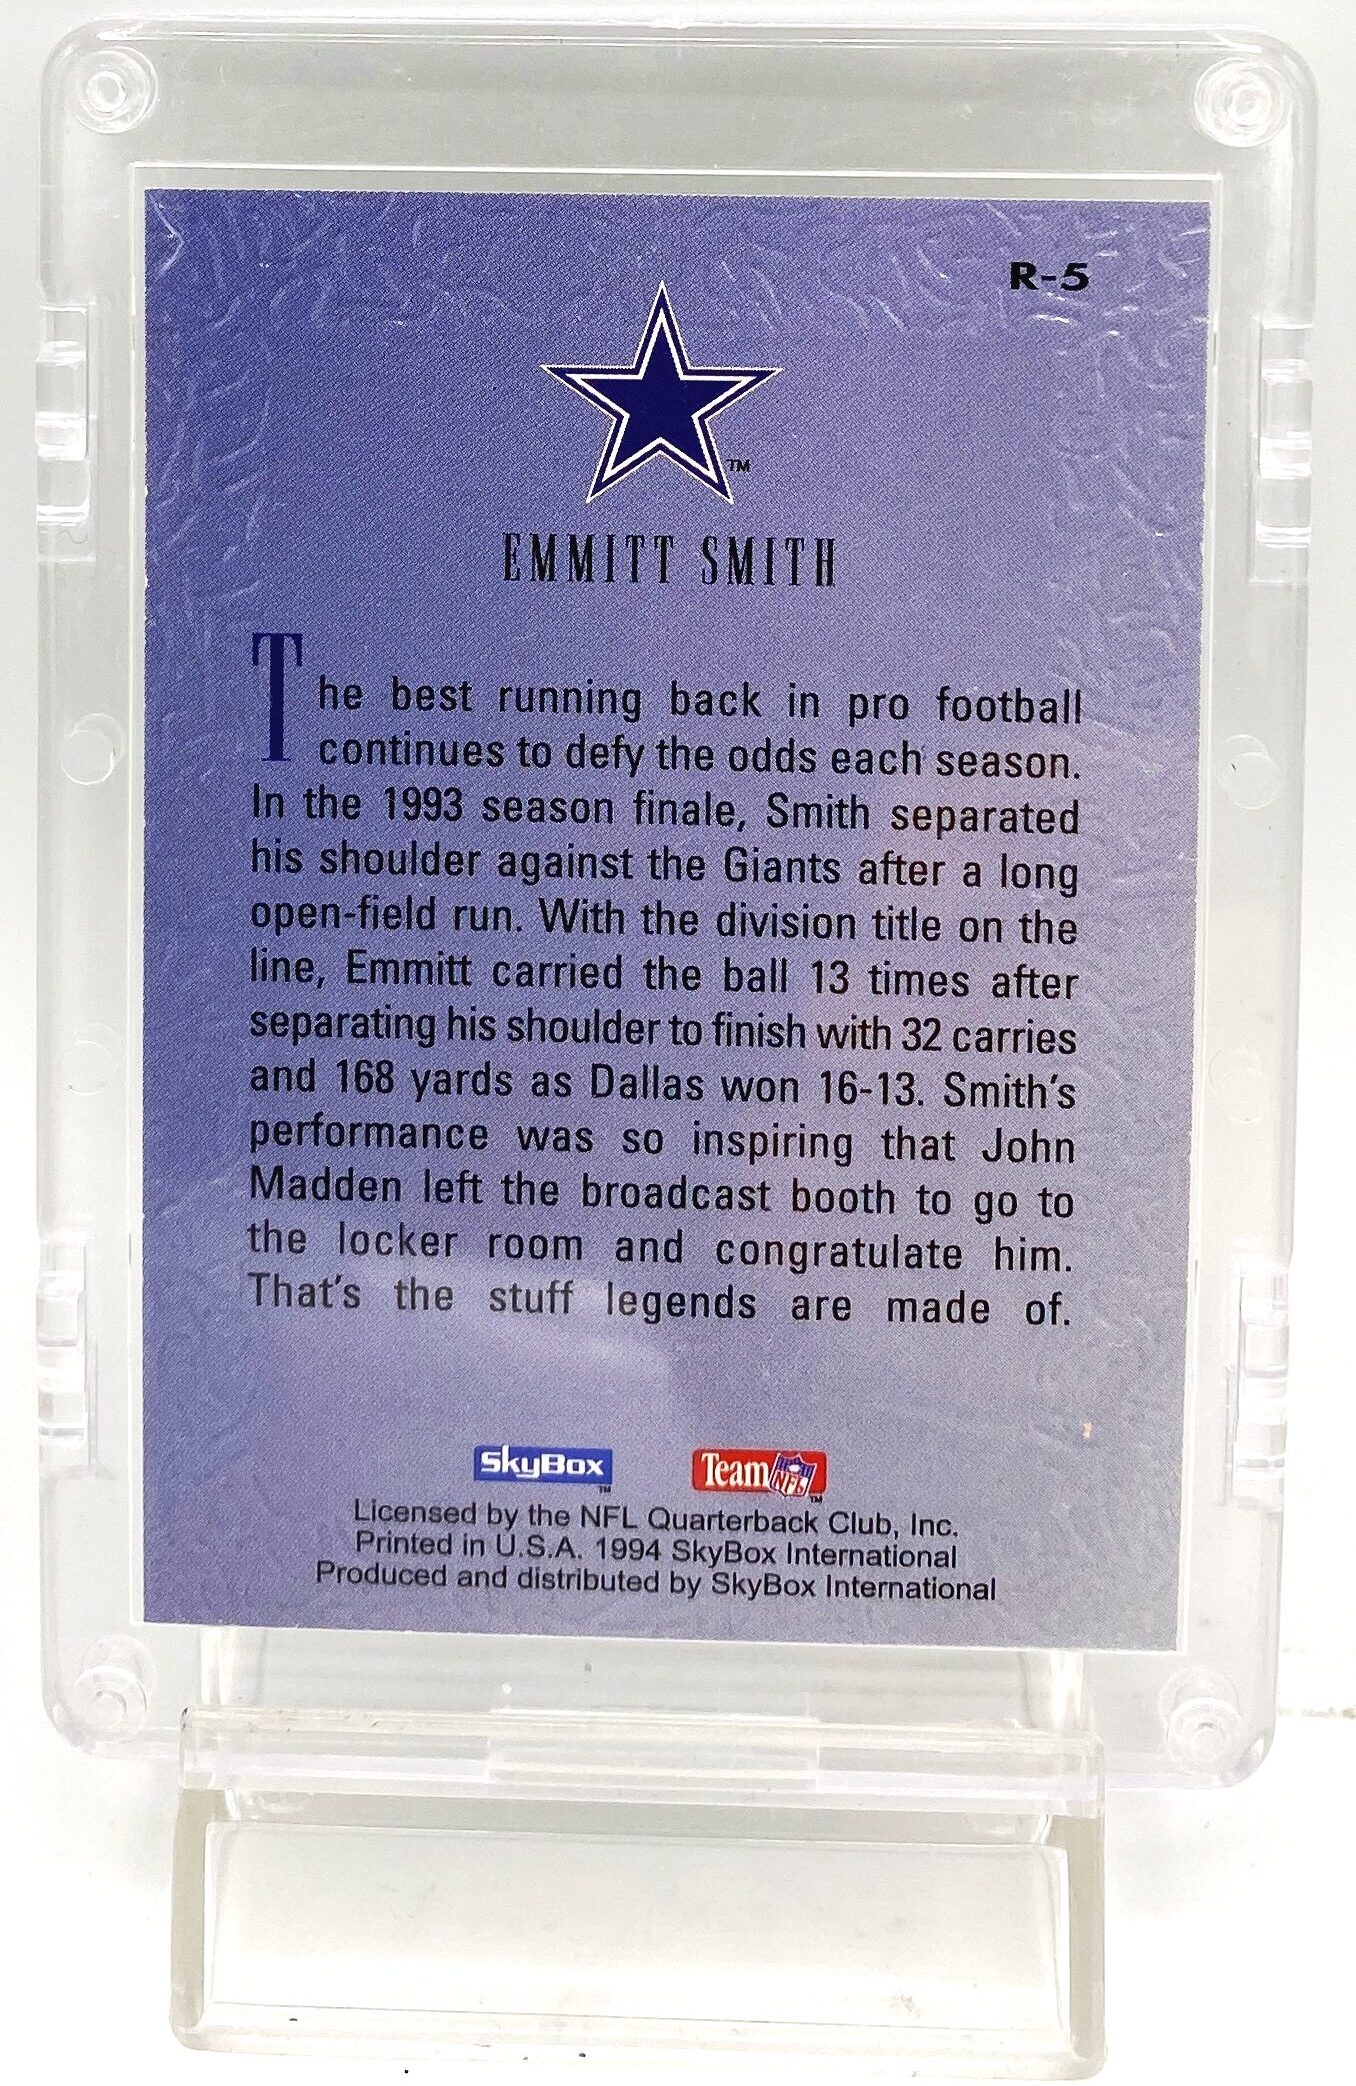 R-5
TM
EMMITT SMITH
The best running back in pro football
continues to defy the odds each season.
In the 1993 season finale, Smith separated
his shoulder against the Giants after a long
open-field run. With the division title on the
line, Emmitt carried the ball 13 times after
separating his shoulder to finish with 32 carries
and 168 yards as Dallas won 16-13. Smith's
performance was so inspiring that John
Madden left the broadcast booth to go to
the locker room and congratulate him.
That's the stuff legends are made of.
SkyBox TM Team NFL TM
Licensed by the NFL Quarterback Club, Inc.
Printed in U.S.A. 1994 SkyBox International
Produced and distributed by SkyBox International